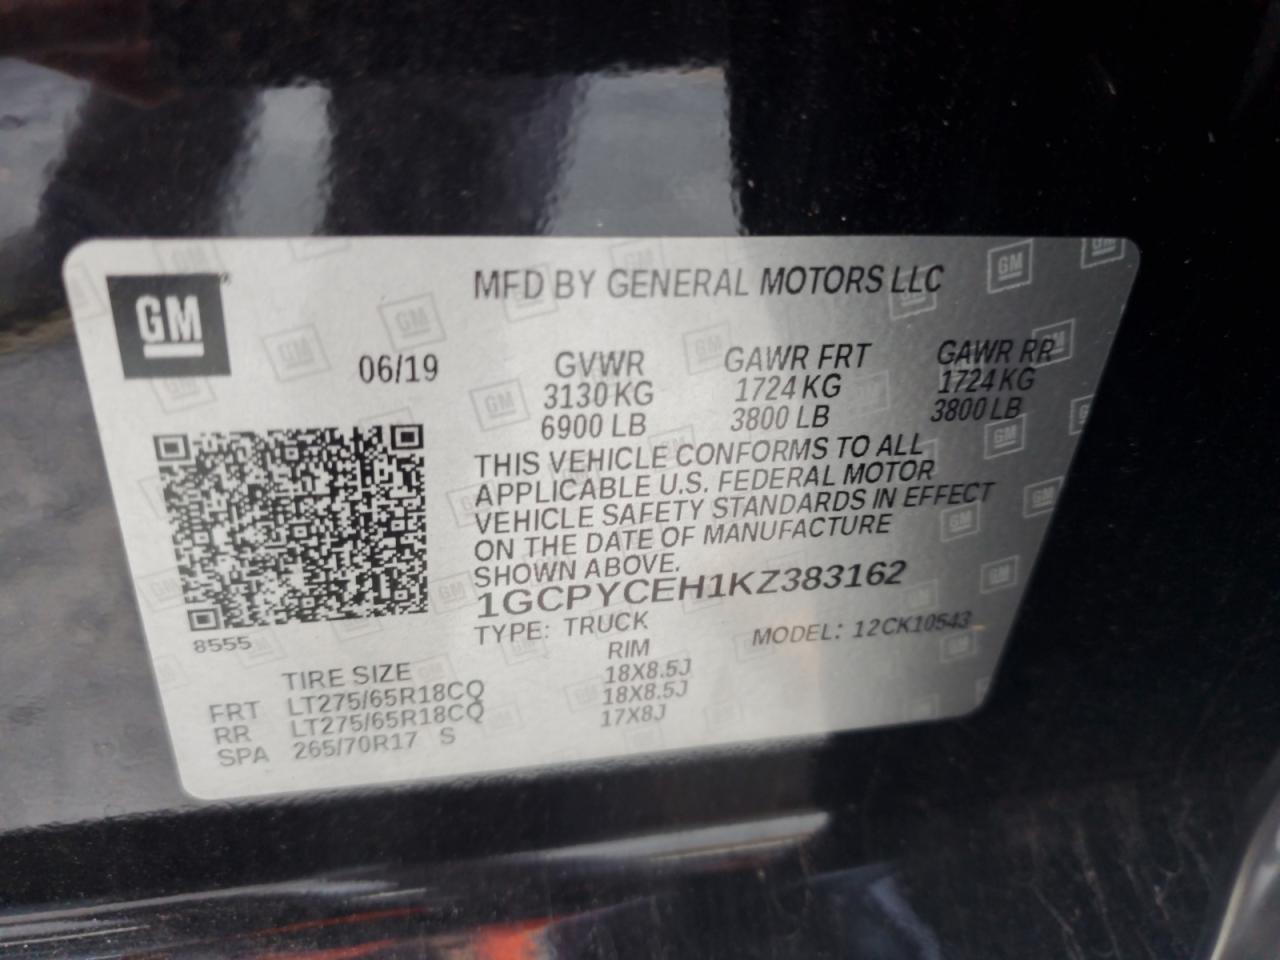 GM
MFD BY GENERAL MOTORS LLC
06/19
GVWR GAWR FRT GAWR RR
3130 KG 1724 KG 1724 KG
6900 LB 3800 LB 3800 LB
THIS VEHICLE CONFORMS TO ALL
APPLICABLE U.S. FEDERAL MOTOR
VEHICLE SAFETY STANDARDS IN EFFECT
ON THE DATE OF MANUFACTURE
SHOWN ABOVE.
1GCPYCEH1KZ383162
8555
TYPE: TRUCK MODEL: 12CK10543
TIRE SIZE RIM
FRT LT275/65R18CQ 18X8.5J
RR LT275/65R18CQ 18X8.5J
SPA 265/70R17 S 17X8J